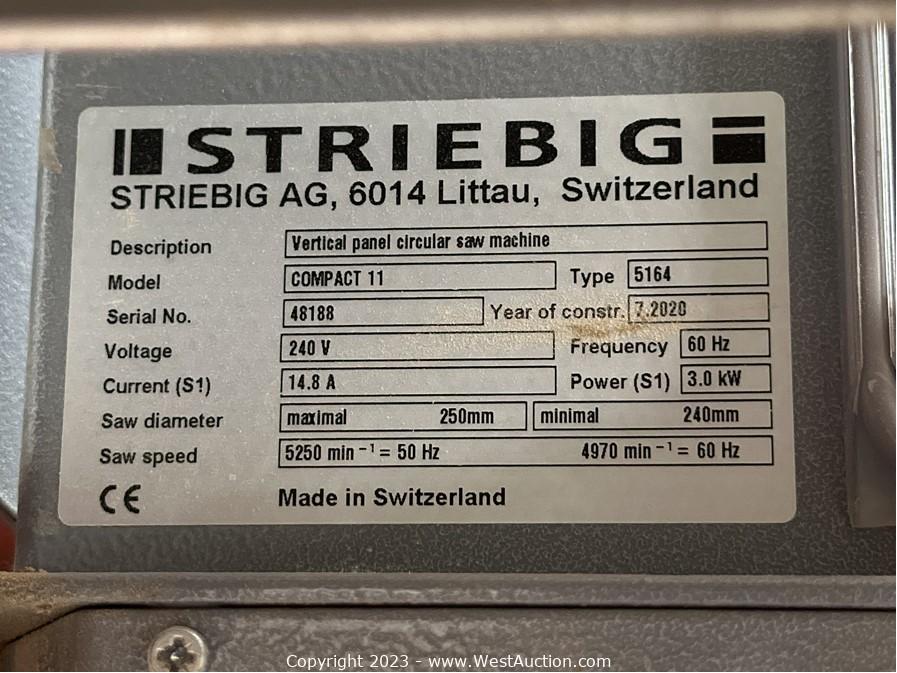 STRIEBIG
STRIEBIG AG, 6014 Littau, Switzerland
Description Vertical panel circular saw machine
Model COMPACT 11 Type 5164
Serial No. 48188 Year of constr. 7.2020
Voltage 240 V Frequency 60 Hz
Current (S1) 14.8 A Power (S1) 3.0 kW
Saw diameter maximal 250mm minimal 240mm
Saw speed 5250 min⁻¹ = 50 Hz 4970 min⁻¹ = 60 Hz
CE Made in Switzerland
Copyright 2023 - www.WestAuction.com